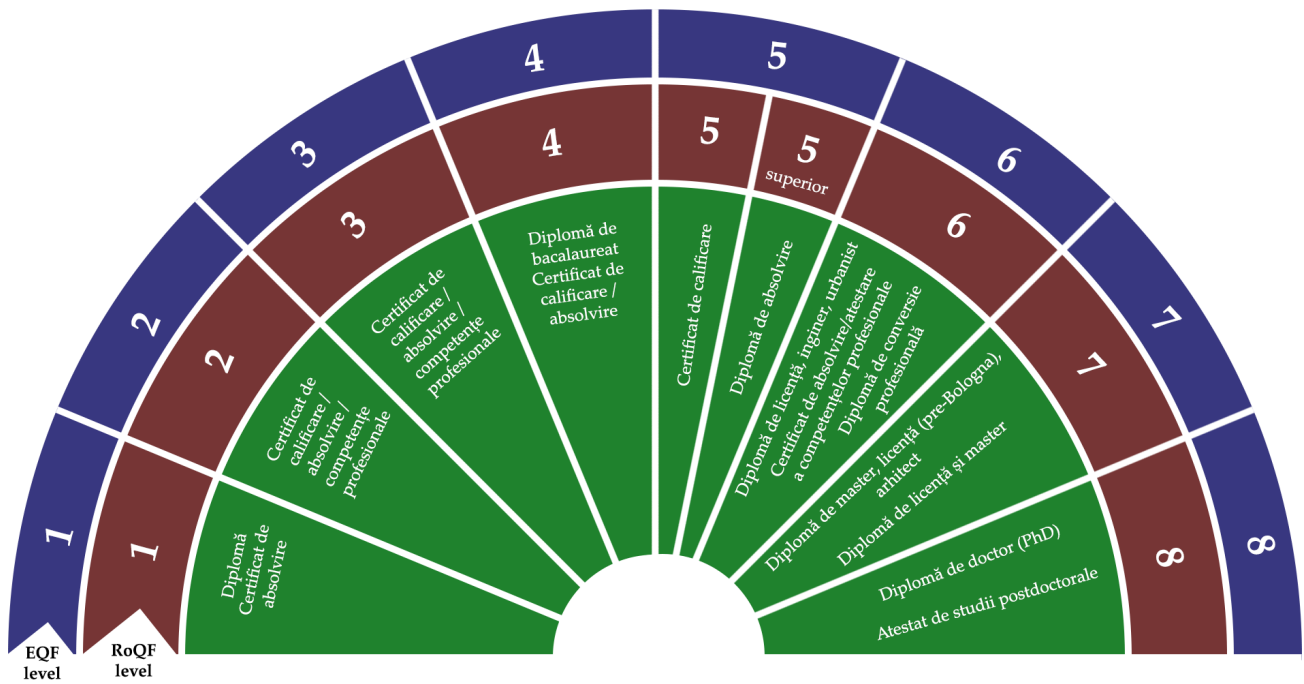 EQF
level
RoQF
level
1
2
3
4
5
6
7
8
1
2
3
4
5
5
superior
6
7
8
Diplomă
Certificat de
absolvire
Certificat de
calificare /
absolvire /
competențe
profesionale
Certificat de
calificare /
absolvire /
competențe
profesionale
Diplomă de
bacalaureat
Certificat de
calificare /
absolvire
Certificat de calificare
Diplomă de absolvire
Diplomă de licență, inginer, urbanist
Certificat de absolvire/atestare
a competențelor profesionale
Diplomă de conversie
profesională
Diplomă de master, licență (pre-Bologna),
arhitect
Diplomă de licență și master
Diplomă de doctor (PhD)
Atestat de studii postdoctorale